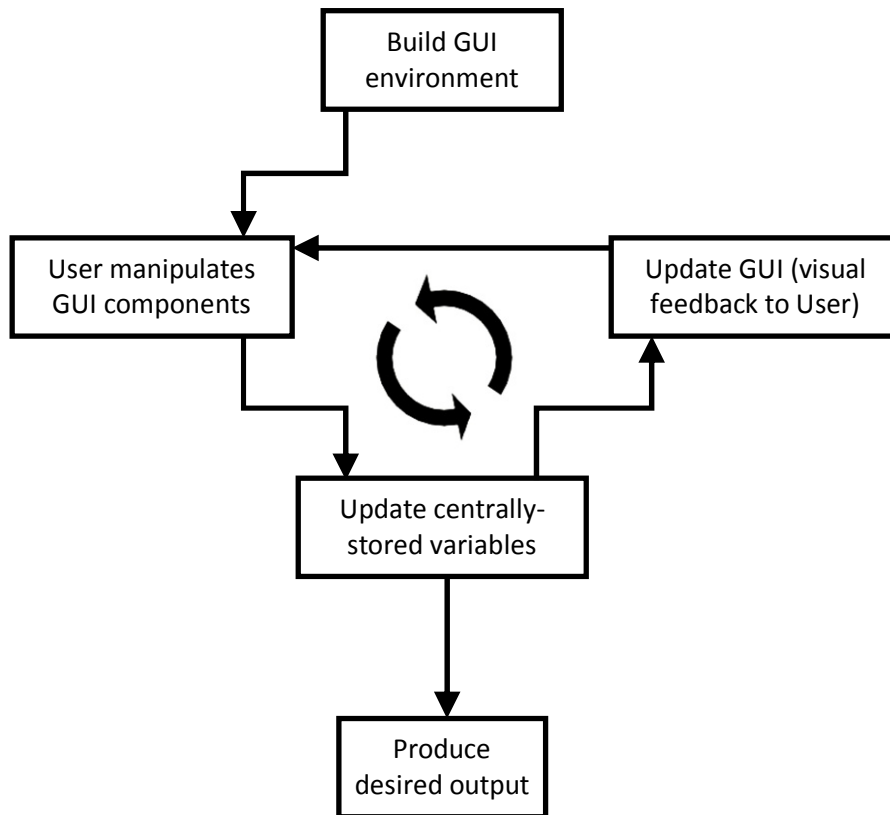 Build GUI
environment
User manipulates
GUI components
Update GUI (visual
feedback to User)
Update centrally-
stored variables
Produce
desired output